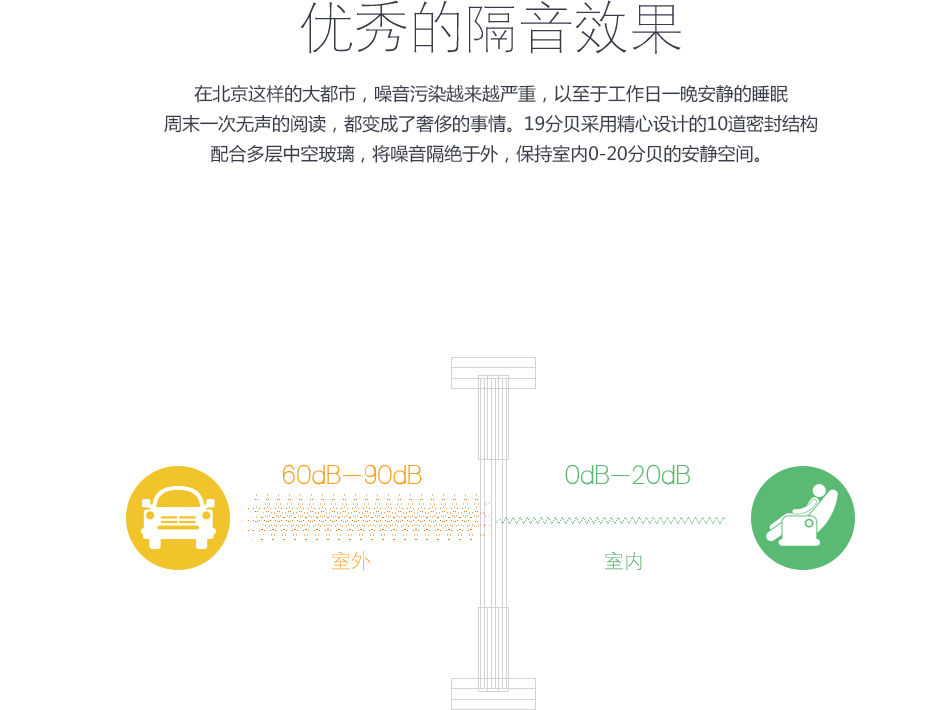 优秀的隔音效果
在北京这样的大都市，噪音污染越来越严重，以至于工作日一晚安静的睡眠
周末一次无声的阅读，都变成了奢侈的事情。19分贝采用精心设计的10道密封结构
配合多层中空玻璃，将噪音隔绝于外，保持室内0-20分贝的安静空间。
60dB—90dB
0dB—20dB
室外
室内